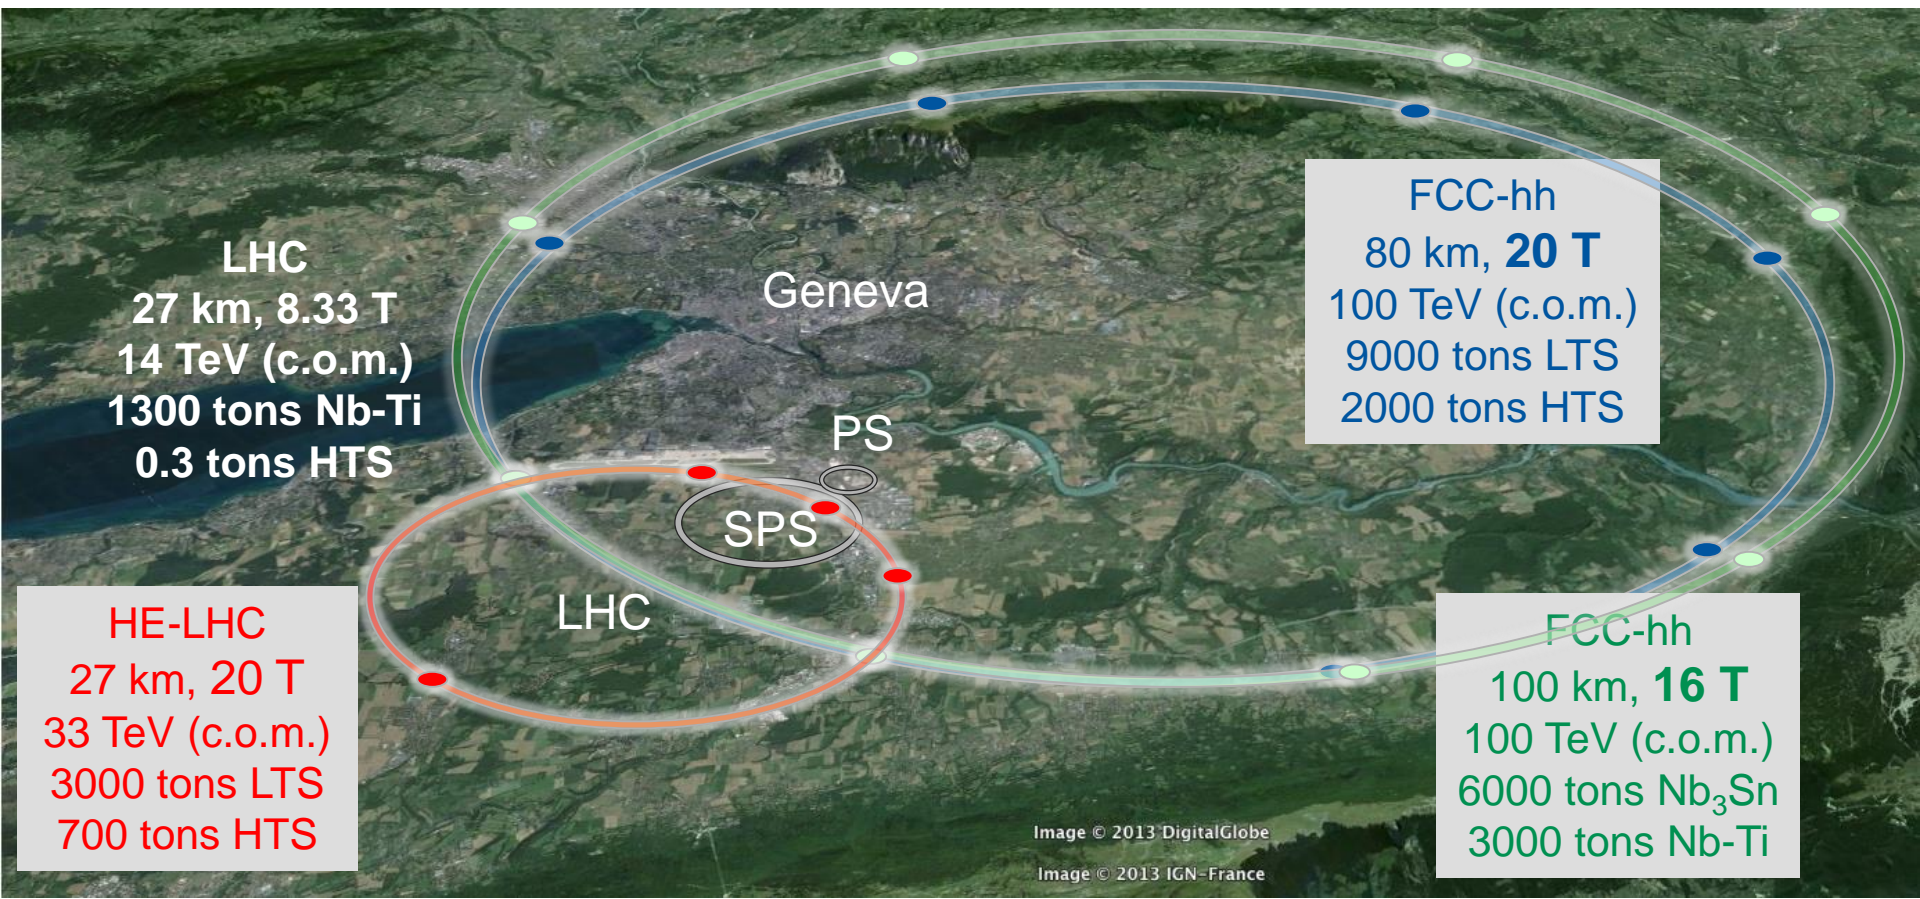 LHC
27 km, 8.33 T
14 TeV (c.o.m.)
1300 tons Nb-Ti
0.3 tons HTS
Geneva
PS
SPS
LHC
FCC-hh
80 km, 20 T
100 TeV (c.o.m.)
9000 tons LTS
2000 tons HTS
HE-LHC
27 km, 20 T
33 TeV (c.o.m.)
3000 tons LTS
700 tons HTS
FCC-hh
100 km, 16 T
100 TeV (c.o.m.)
6000 tons Nb₃Sn
3000 tons Nb-Ti
Image © 2013 DigitalGlobe
Image © 2013 IGN-France